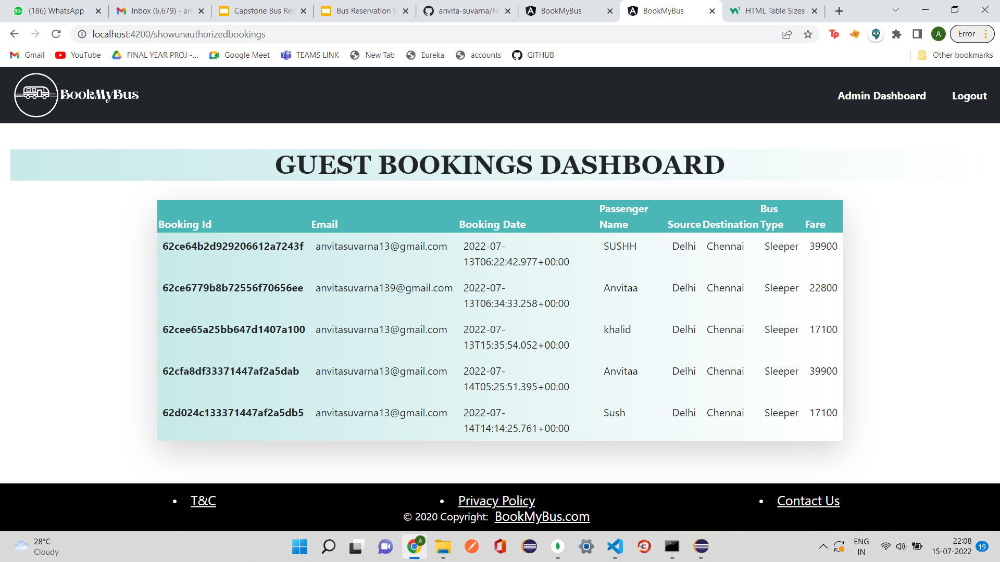 99+ (186) WhatsApp
Inbox (6,679) - an
Capstone Bus Res
Bus Reservation S
anvita-suvarna/Fr
BookMyBus
BookMyBus
HTML Table Sizes
localhost:4200/showunauthorizedbookings
Tp
A
Error
Gmail
YouTube
FINAL YEAR PROJ -...
Google Meet
TEAMS LINK
New Tab
Eureka
accounts
GITHUB
Other bookmarks
BookMyBus
Admin Dashboard
Logout
GUEST BOOKINGS DASHBOARD
Booking Id Email Booking Date Passenger Name Source Destination Bus Type Fare
62ce64b2d929206612a7243f anvitasuvarna13@gmail.com 2022-07-
13T06:22:42.977+00:00 SUSHH Delhi Chennai Sleeper 39900
62ce6779b8b72556f70656ee anvitasuvarna139@gmail.com 2022-07-
13T06:34:33.258+00:00 Anvitaa Delhi Chennai Sleeper 22800
62cee65a25bb647d1407a100 anvitasuvarna13@gmail.com 2022-07-
13T15:35:54.052+00:00 khalid Delhi Chennai Sleeper 17100
62cfa8df33371447af2a5dab anvitasuvarna13@gmail.com 2022-07-
14T05:25:51.395+00:00 Anvitaa Delhi Chennai Sleeper 39900
62d024c133371447af2a5db5 anvitasuvarna13@gmail.com 2022-07-
14T14:14:25.761+00:00 Sush Delhi Chennai Sleeper 17100
• T&C
• Privacy Policy
• Contact Us
© 2020 Copyright: BookMyBus.com
28°C
Cloudy
A
ENG
IN
22:08
15-07-2022
19